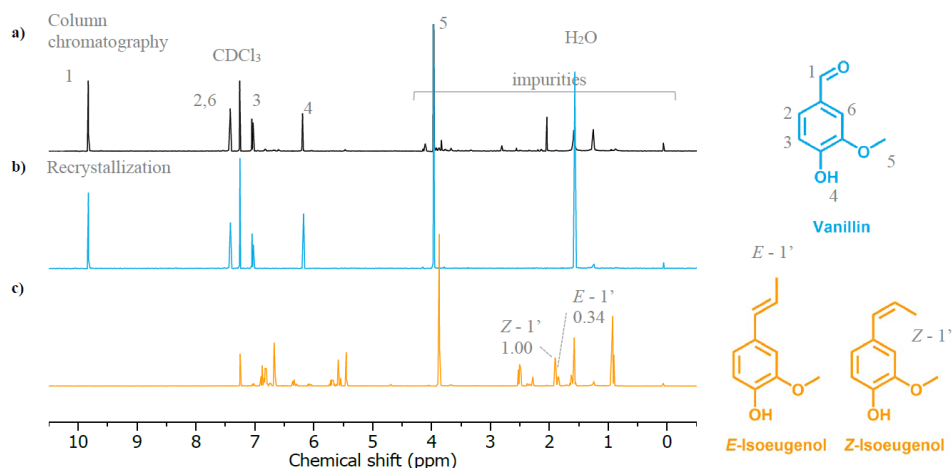 a)
Column
chromatography
1
2,6
CDCl₃
3
4
5
H₂O
impurities
b)
Recrystallization
c)
Z - 1’
1.00
E - 1’
0.34
10 9 8 7 6 5 4 3 2 1 0
Chemical shift (ppm)
1
O
2
6
3
O
5
OH
4
Vanillin
E - 1’
Z - 1’
O
O
OH
OH
E-Isoeugenol
Z-Isoeugenol